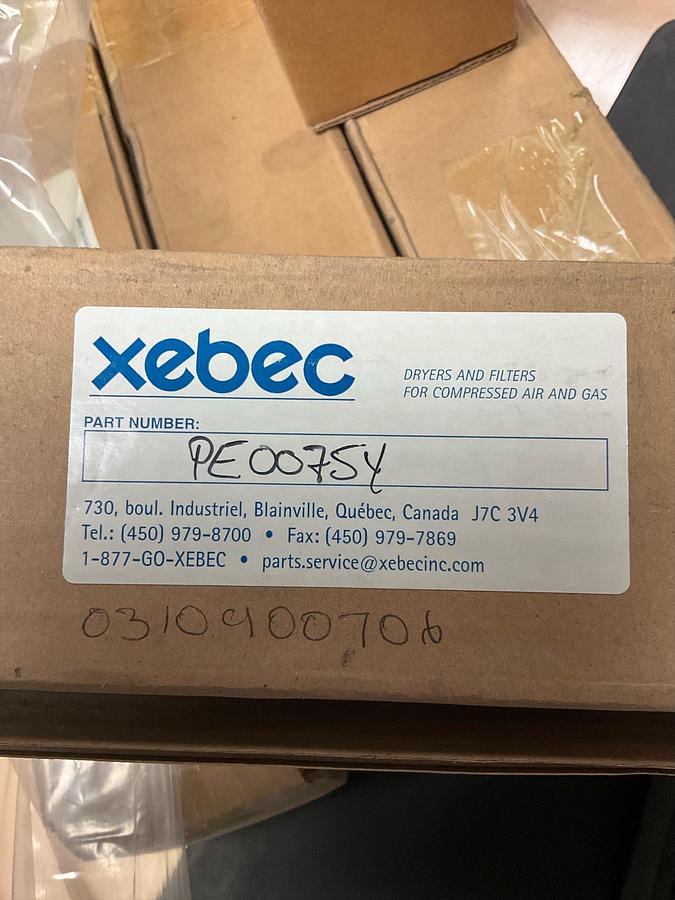 xebec
DRYERS AND FILTERS
FOR COMPRESSED AIR AND GAS
PART NUMBER:
PE0075Y
730, boul. Industriel, Blainville, Québec, Canada J7C 3V4
Tel.: (450) 979-8700 • Fax: (450) 979-7869
1-877-GO-XEBEC • parts.service@xebecinc.com
0310900706